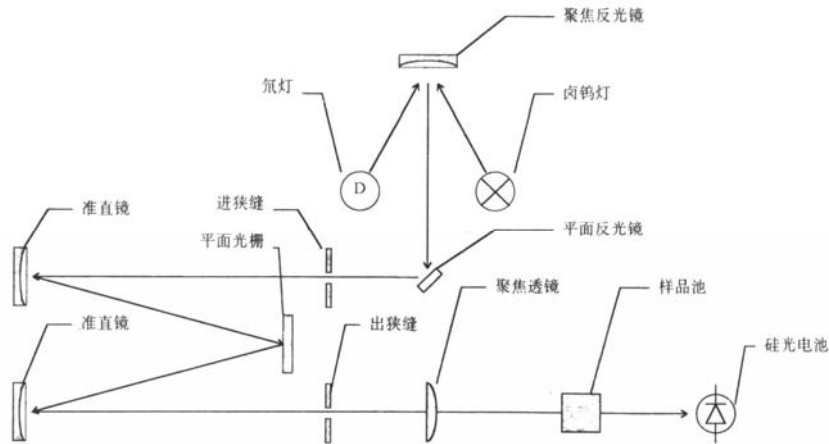 聚焦反光镜
氘灯
卤钨灯
D
准直镜
进狭缝
平面光栅
平面反光镜
聚焦透镜
样品池
准直镜
出狭缝
硅光电池